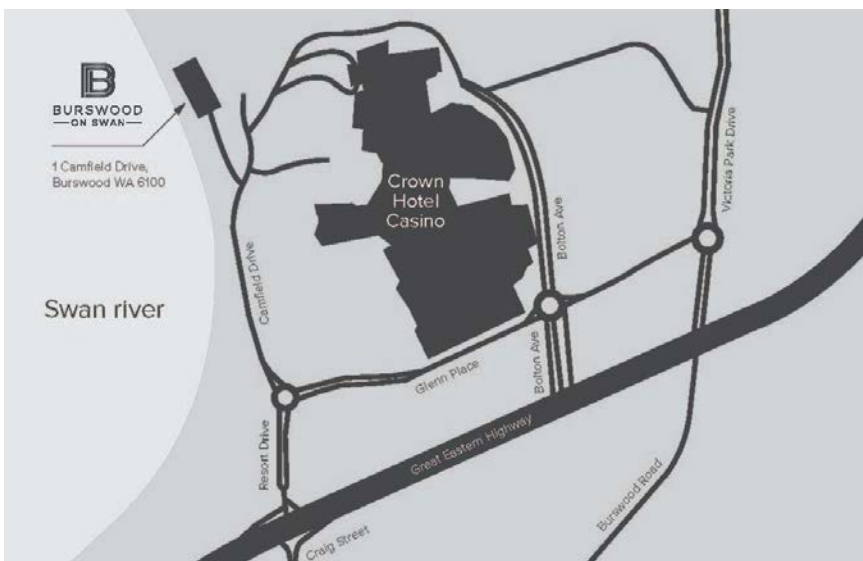 B
BURSWOOD
— ON SWAN —
1 Camfield Drive,
Burswood WA 6100
Swan river
Crown
Hotel
Casino
Camfield Drive
Bolton Ave
Victoria Park Drive
Glenn Place
Bolton Ave
Resort Drive
Great Eastern Highway
Craig Street
Burswood Road